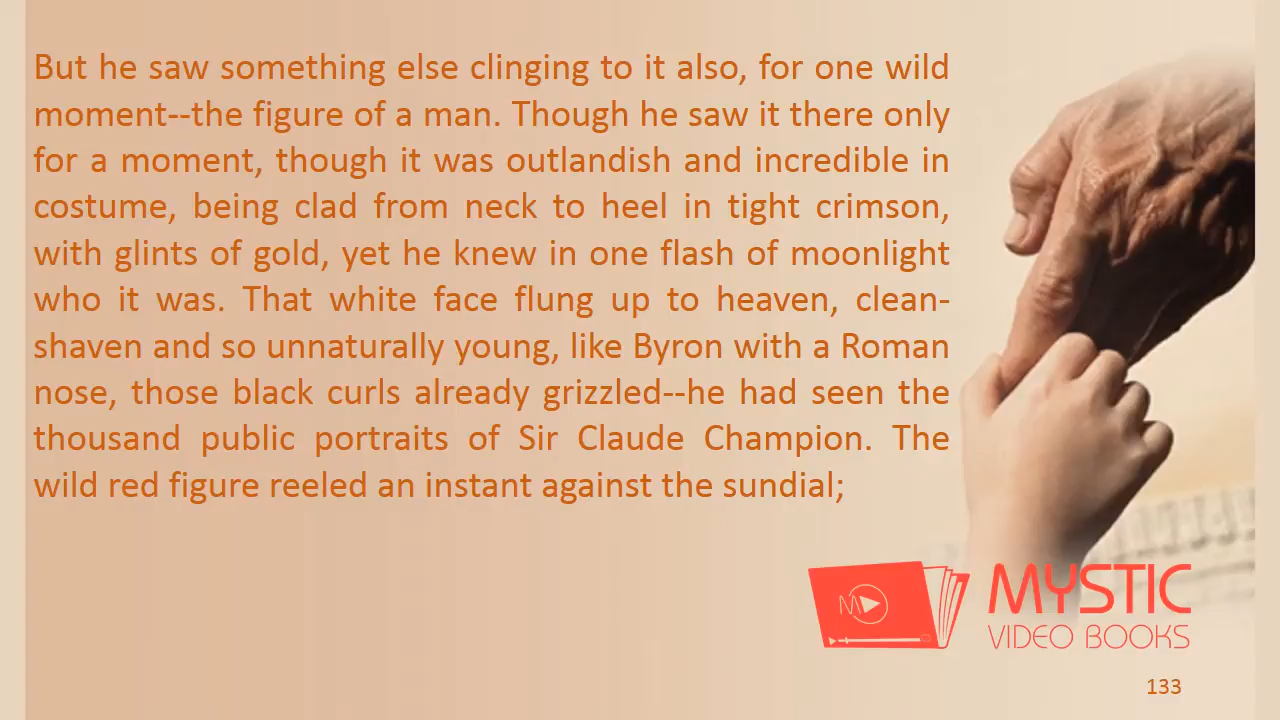 But he saw something else clinging to it also, for one wild
moment--the figure of a man. Though he saw it there only
for a moment, though it was outlandish and incredible in
costume, being clad from neck to heel in tight crimson,
with glints of gold, yet he knew in one flash of moonlight
who it was. That white face flung up to heaven, clean-
shaven and so unnaturally young, like Byron with a Roman
nose, those black curls already grizzled--he had seen the
thousand public portraits of Sir Claude Champion. The
wild red figure reeled an instant against the sundial;
MYSTIC
VIDEO BOOKS
133